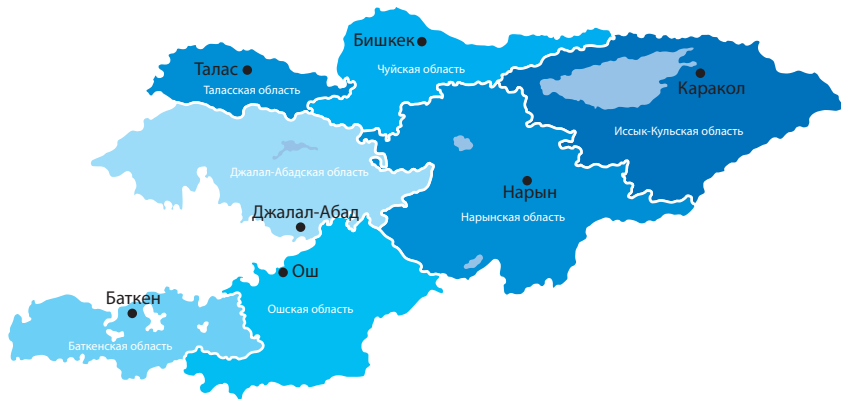 Бишкек
Чуйская область
Талас
Таласская область
Каракол
Иссык-Кульская область
Джалал-Абадская область
Джалал-Абад
Нарын
Нарынская область
Ош
Ошская область
Баткен
Баткенская область